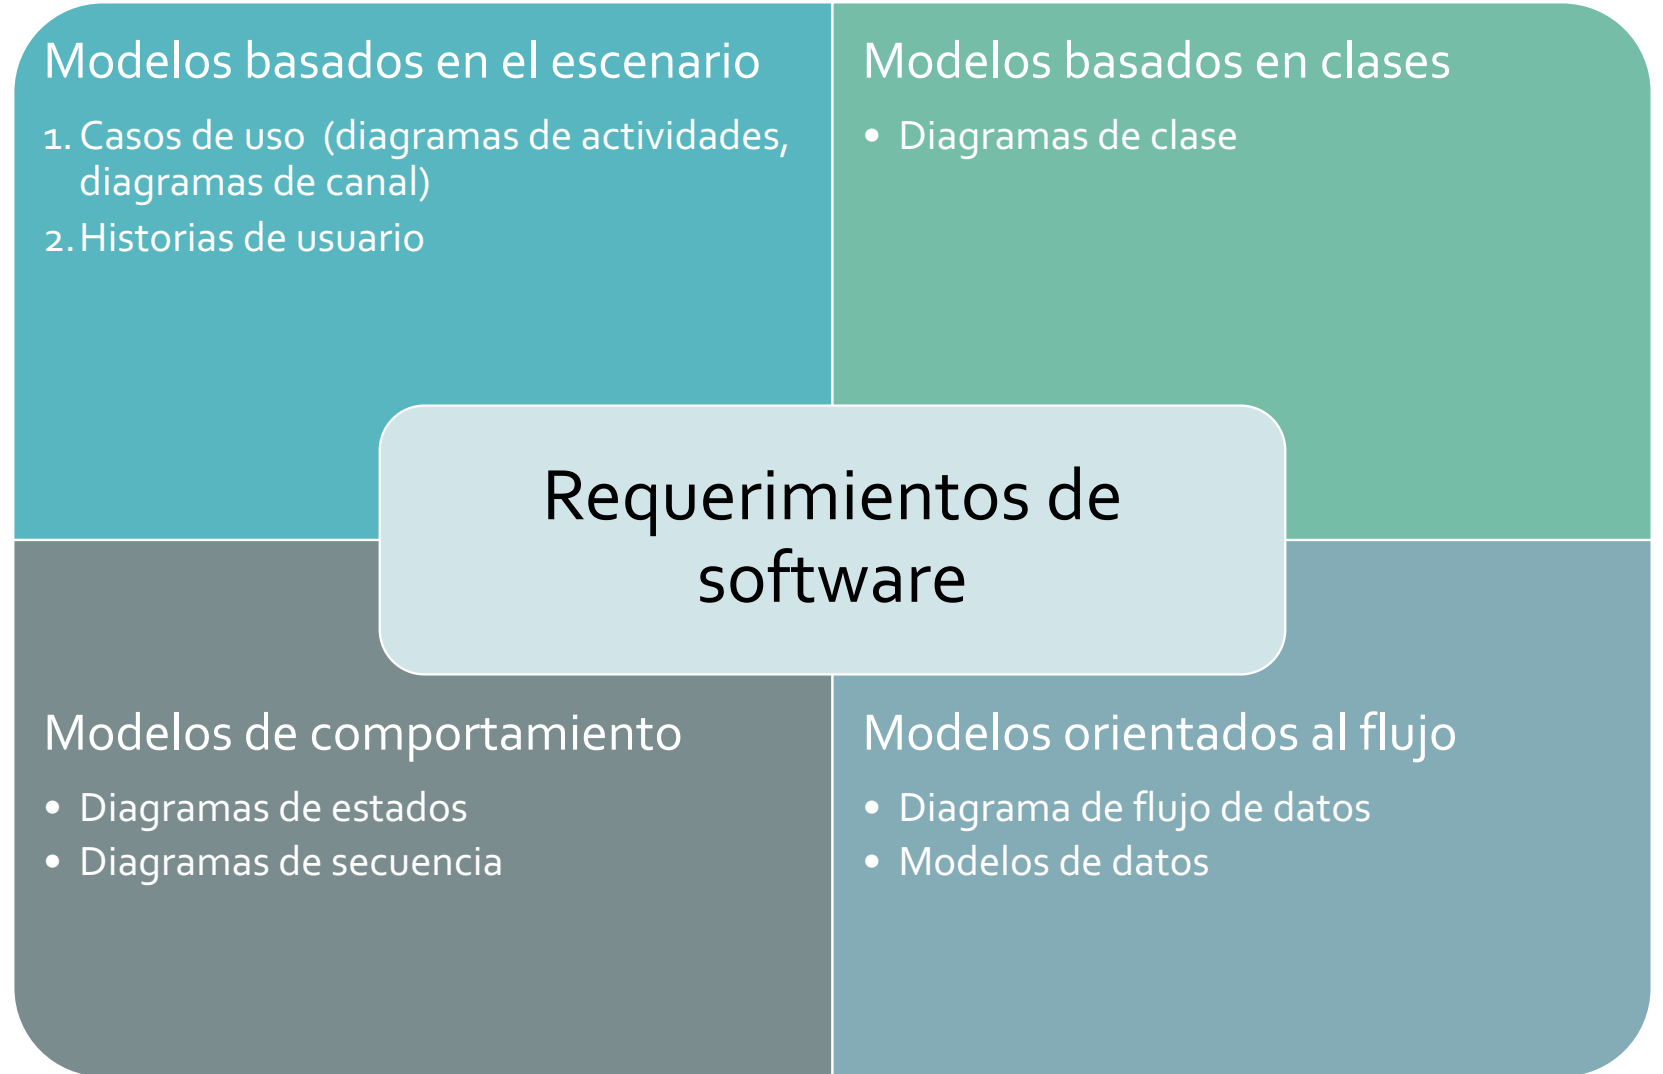 Modelos basados en el escenario
1. Casos de uso (diagramas de actividades,
diagramas de canal)
2. Historias de usuario
Modelos basados en clases
• Diagramas de clase
Requerimientos de
software
Modelos de comportamiento
• Diagramas de estados
• Diagramas de secuencia
Modelos orientados al flujo
• Diagrama de flujo de datos
• Modelos de datos